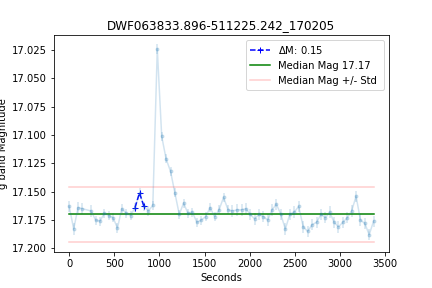 DWF063833.896-511225.242_170205
17.025
17.050
17.075
17.100
17.125
17.150
17.175
17.200
g band Magnitude
ΔM: 0.15
Median Mag 17.17
Median Mag +/- Std
0
500
1000
1500
2000
2500
3000
3500
Seconds